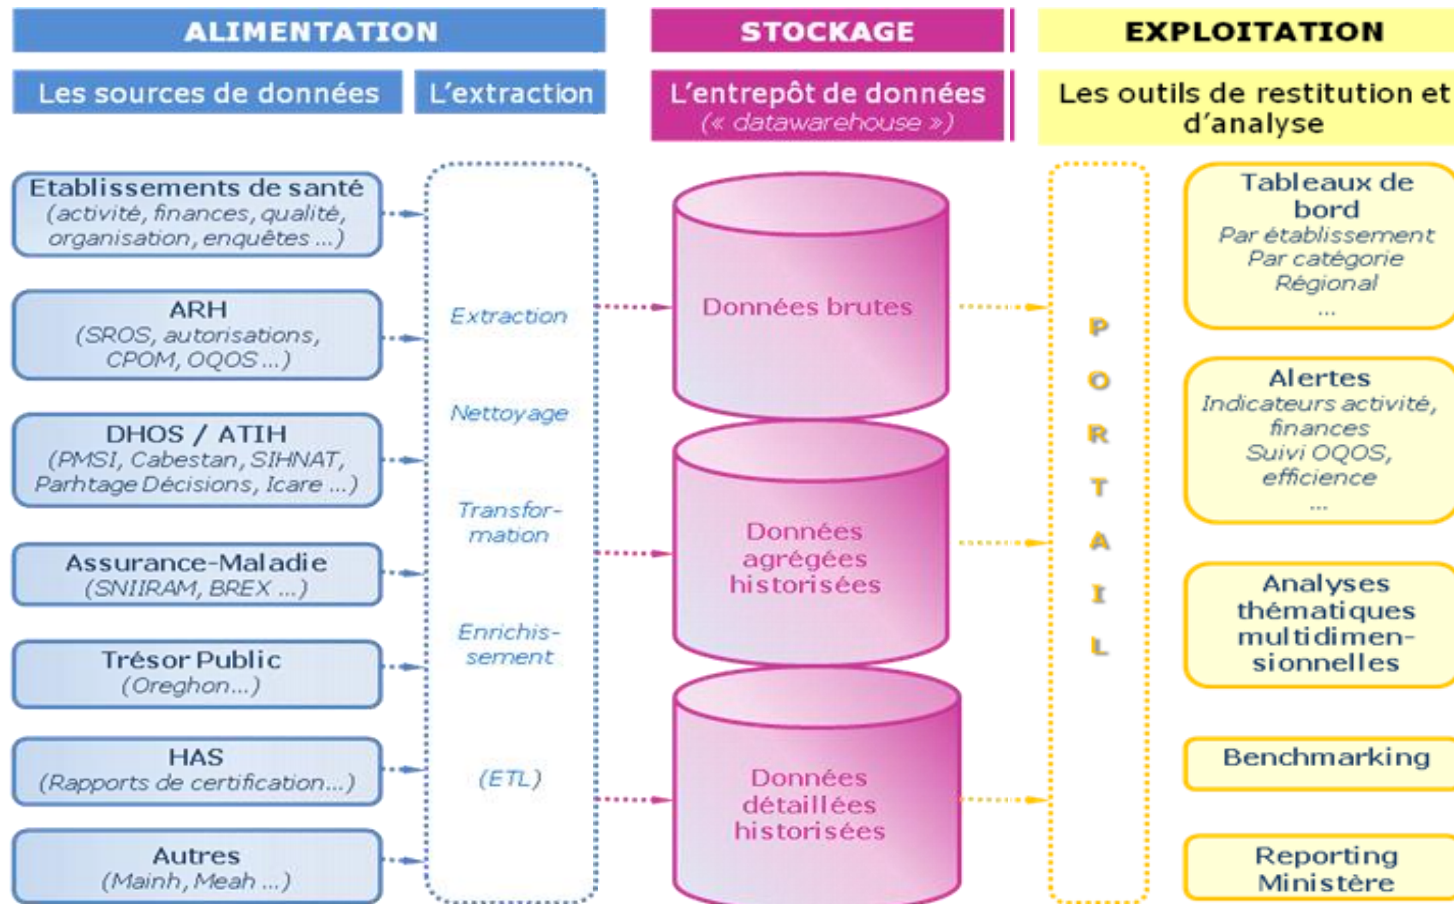 ALIMENTATION
STOCKAGE
EXPLOITATION
Les sources de données
L'extraction
L'entrepôt de données
(« datawarehouse »)
Les outils de restitution et
d'analyse
Etablissements de santé
(activité, finances, qualité,
organisation, enquêtes ...)
ARH
(SROS, autorisations,
CPOM, OQOS ...)
DHOS / ATIH
(PMSI, Cabestan, SIHNAT,
Parhtage Décisions, Icare ...)
Assurance-Maladie
(SNIIRAM, BREX ...)
Trésor Public
(Oreghon...)
HAS
(Rapports de certification...)
Autres
(Mainh, Meah ...)
Extraction
Nettoyage
Transfor-
mation
Enrichis-
sement
(ETL)
Données brutes
Données
agrégées
historisées
Données
détaillées
historisées
P
O
R
T
A
I
L
Tableaux de
bord
Par établissement
Par catégorie
Régional
...
Alertes
Indicateurs activité,
finances
Suivi OQOS,
efficience
...
Analyses
thématiques
multidimen-
sionnelles
Benchmarking
Reporting
Ministère